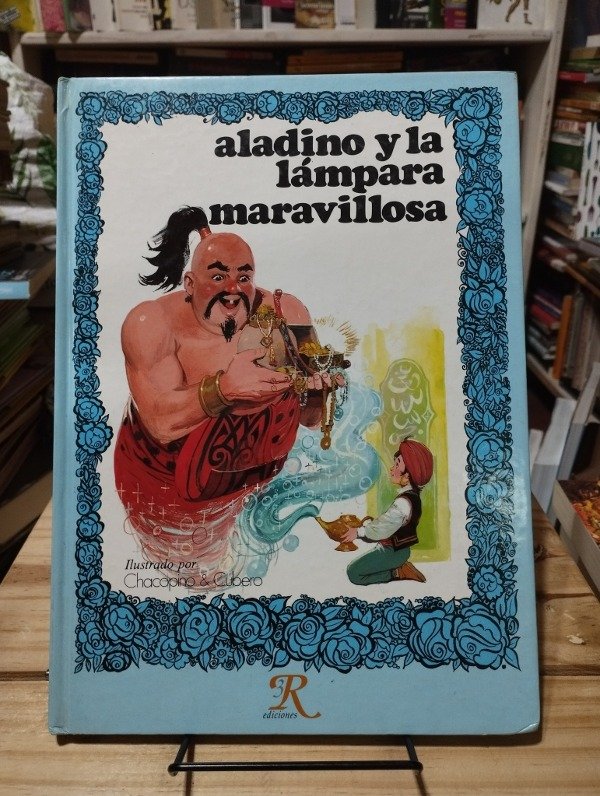 aladino y la
lámpara
maravillosa
Ilustrado por
Chacopino & Cubero
R
ediciones